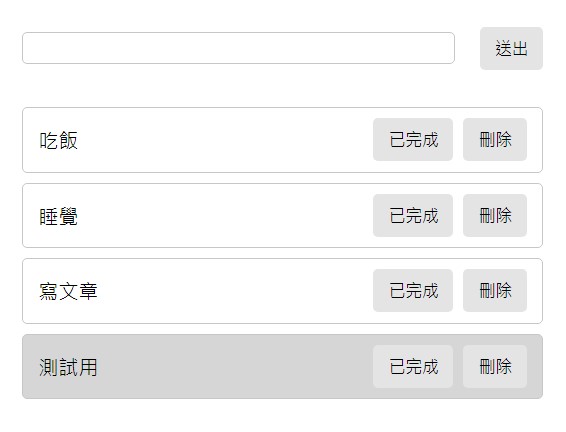 送出
吃飯 已完成 刪除
睡覺 已完成 刪除
寫文章 已完成 刪除
測試用 已完成 刪除